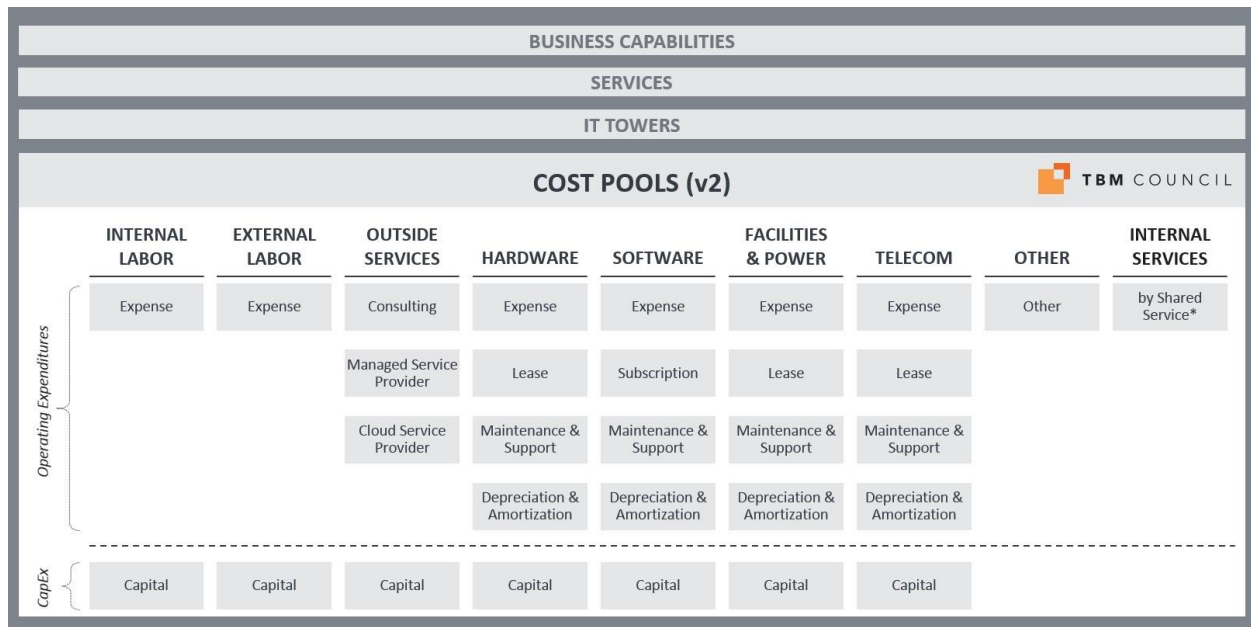 BUSINESS CAPABILITIES
SERVICES
IT TOWERS
COST POOLS (v2)
TBM COUNCIL
INTERNAL
LABOR
EXTERNAL
LABOR
OUTSIDE
SERVICES
HARDWARE
SOFTWARE
FACILITIES
& POWER
TELECOM
OTHER
INTERNAL
SERVICES
Operating Expenditures
Expense
Expense
Consulting
Expense
Expense
Expense
Expense
Other
by Shared
Service*
Managed Service
Provider
Lease
Subscription
Lease
Lease
Cloud Service
Provider
Maintenance &
Support
Maintenance &
Support
Maintenance &
Support
Maintenance &
Support
Depreciation &
Amortization
Depreciation &
Amortization
Depreciation &
Amortization
Depreciation &
Amortization
CapEx
Capital
Capital
Capital
Capital
Capital
Capital
Capital